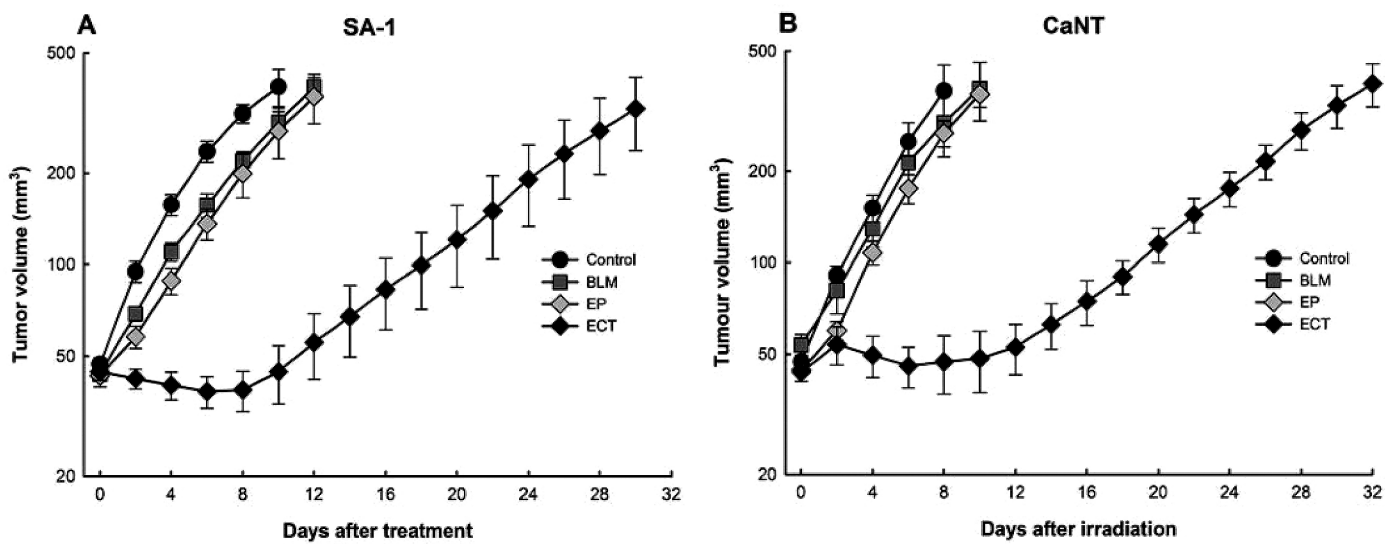 A
SA-1
500
200
100
50
20
Tumor volume (mm³)
0 4 8 12 16 20 24 28 32
Days after treatment
Control
BLM
EP
ECT
B
CaNT
500
200
100
50
20
Tumour volume (mm³)
0 4 8 12 16 20 24 28 32
Days after irradiation
Control
BLM
EP
ECT